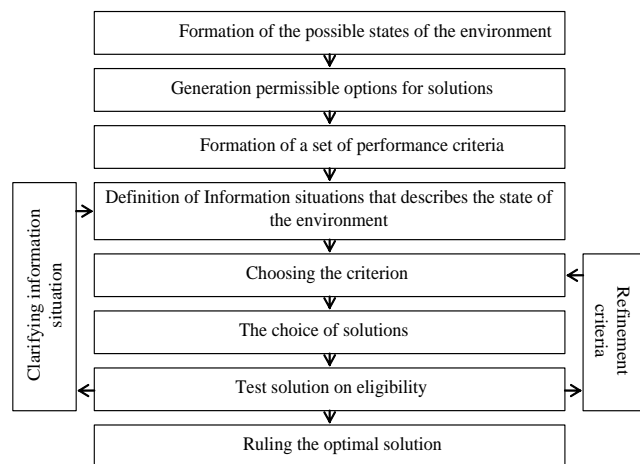 Formation of the possible states of the environment
Generation permissible options for solutions
Formation of a set of performance criteria
Definition of Information situations that describes the state of
the environment
Choosing the criterion
The choice of solutions
Test solution on eligibility
Ruling the optimal solution
Clarifying information
situation
Refinement
criteria